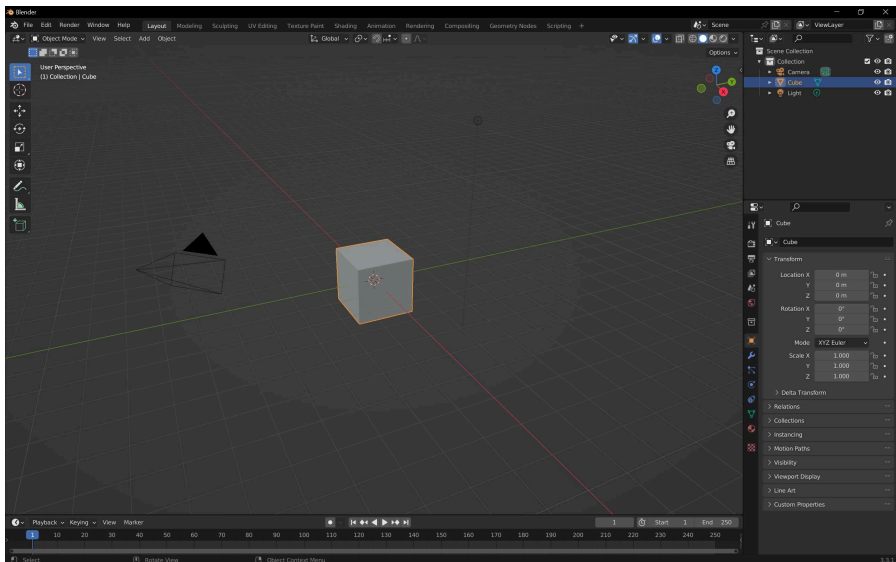 Blender
File Edit Render Window Help Layout Modeling Sculpting UV Editing Texture Paint Shading Animation Rendering Compositing Geometry Nodes Scripting + Scene ViewLayer
Object Mode View Select Add Object Global
Options
User Perspective
(1) Collection | Cube
Z
Y
X
Scene Collection
Collection
Camera
Cube
Light
Cube
Cube
Transform
Location X 0 m
Y 0 m
Z 0 m
Rotation X 0°
Y 0°
Z 0°
Mode XYZ Euler
Scale X 1.000
Y 1.000
Z 1.000
Delta Transform
Relations
Collections
Instancing
Motion Paths
Visibility
Viewport Display
Line Art
Custom Properties
Playback Keying View Marker 1 Start 1 End 250
1 10 20 30 40 50 60 70 80 90 100 110 120 130 140 150 160 170 180 190 200 210 220 230 240 250
Select Rotate View Object Context Menu 3.3.1